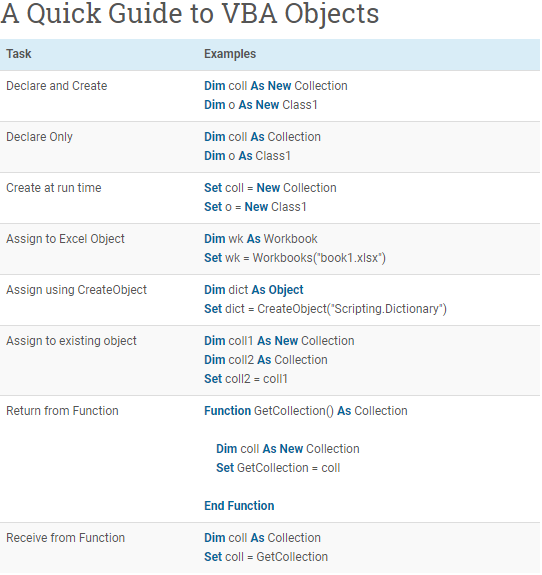 A Quick Guide to VBA Objects
Task Examples
Declare and Create Dim coll As New Collection
Dim o As New Class1
Declare Only Dim coll As Collection
Dim o As Class1
Create at run time Set coll = New Collection
Set o = New Class1
Assign to Excel Object Dim wk As Workbook
Set wk = Workbooks("book1.xlsx")
Assign using CreateObject Dim dict As Object
Set dict = CreateObject("Scripting.Dictionary")
Assign to existing object Dim coll1 As New Collection
Dim coll2 As Collection
Set coll2 = coll1
Return from Function Function GetCollection() As Collection
Dim coll As New Collection
Set GetCollection = coll
End Function
Receive from Function Dim coll As Collection
Set coll = GetCollection